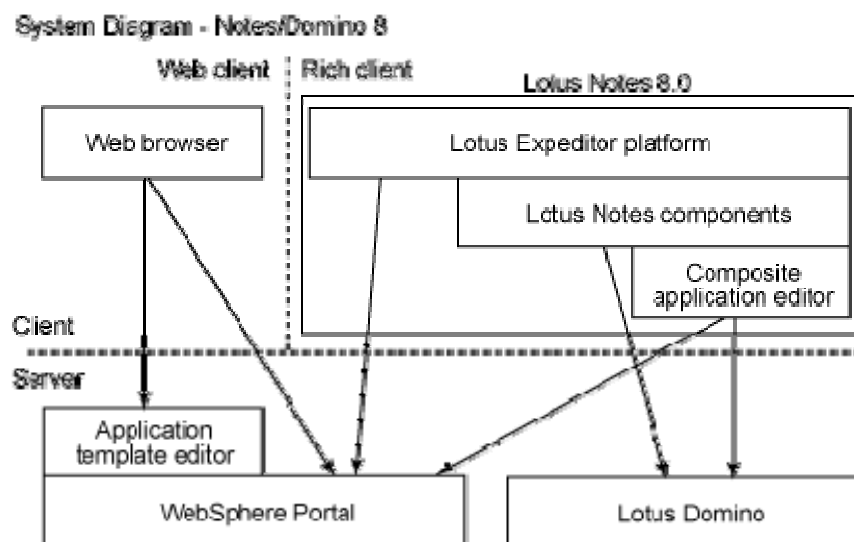 System Diagram - Notes/Domino 8
Web client
Rich client
Lotus Notes 8.0
Web browser
Lotus Expeditor platform
Lotus Notes components
Composite
application editor
Client
Server
Application
template editor
WebSphere Portal
Lotus Domino